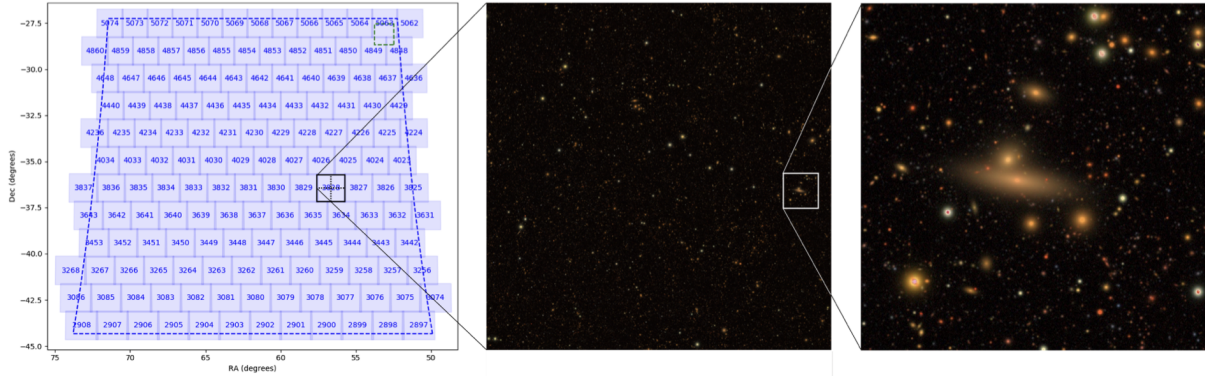 −27.5
5074 5073 5072 5071 5070 5069 5068 5067 5066 5065 5064 5063 5062
4860 4859 4858 4857 4856 4855 4854 4853 4852 4851 4850 4849 4848
−30.0
4648 4647 4646 4645 4644 4643 4642 4641 4640 4639 4638 4637 4636
4440 4439 4438 4437 4436 4435 4434 4433 4432 4431 4430 4429
−32.5
4236 4235 4234 4233 4232 4231 4230 4229 4228 4227 4226 4225 4224
4034 4033 4032 4031 4030 4029 4028 4027 4026 4025 4024 4023
−35.0
3837 3836 3835 3834 3833 3832 3831 3830 3829 3828 3827 3826 3825
Dec (degrees)
−37.5
3643 3642 3641 3640 3639 3638 3637 3636 3635 3634 3633 3632 3631
3453 3452 3451 3450 3449 3448 3447 3446 3445 3444 3443 3442
−40.0
3268 3267 3266 3265 3264 3263 3262 3261 3260 3259 3258 3257 3256
3086 3085 3084 3083 3082 3081 3080 3079 3078 3077 3076 3075 3074
−42.5
2908 2907 2906 2905 2904 2903 2902 2901 2900 2899 2898 2897
−45.0
75 70 65 60 55 50
RA (degrees)